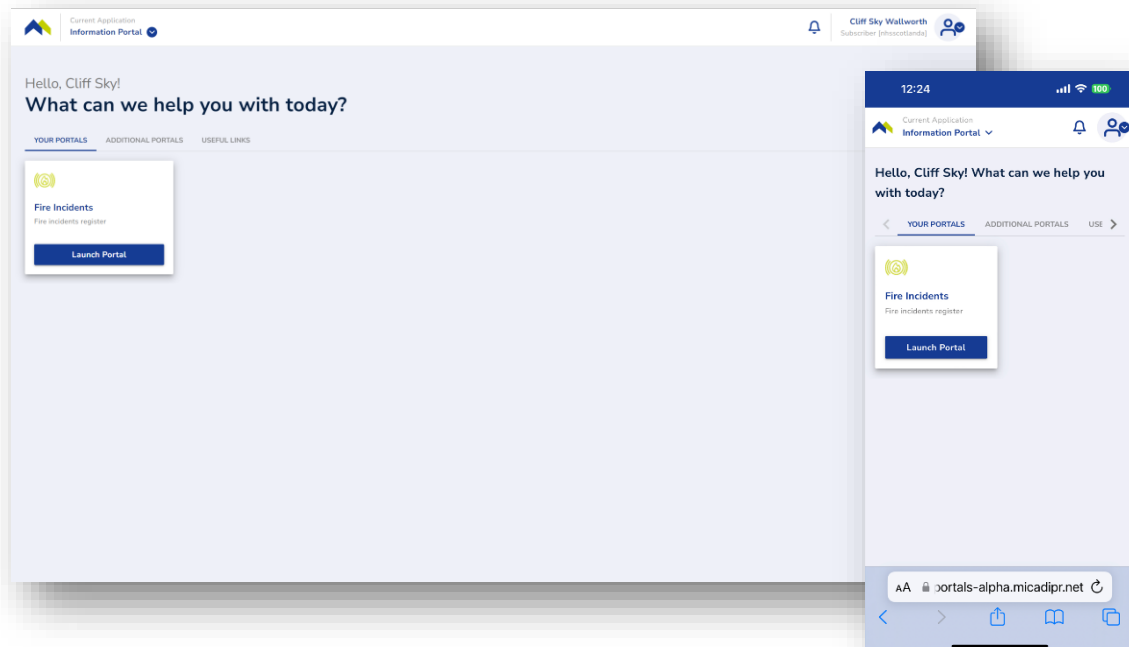 Current Application
Information Portal
Cliff Sky Wallworth
Subscriber [nhsscotlanda]
Hello, Cliff Sky!
What can we help you with today?
YOUR PORTALS ADDITIONAL PORTALS USEFUL LINKS
Fire Incidents
Fire incidents register
Launch Portal
12:24
100
Current Application
Information Portal
Hello, Cliff Sky! What can we help you
with today?
YOUR PORTALS ADDITIONAL PORTALS USE
Fire Incidents
Fire incidents register
Launch Portal
AA portals-alpha.micadipr.net